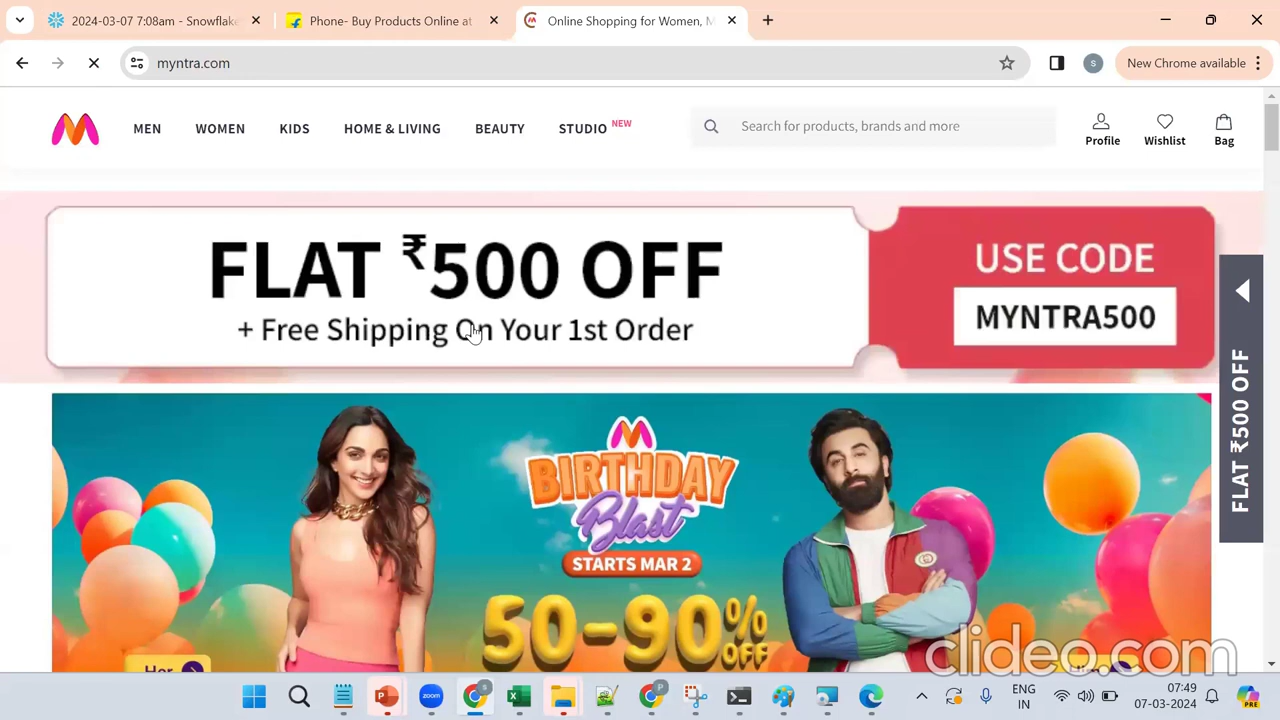 2024-03-07 7:08am - Snowflake
Phone- Buy Products Online at
Online Shopping for Women, M
myntra.com
S
New Chrome available
MEN
WOMEN
KIDS
HOME & LIVING
BEAUTY
STUDIO NEW
Search for products, brands and more
Profile
Wishlist
Bag
FLAT ₹500 OFF
+ Free Shipping On Your 1st Order
USE CODE
MYNTRA500
FLAT ₹500 OFF
BIRTHDAY
Blast
STARTS MAR 2
50-90% OFF
clideo.com
zoom
ENG
IN
07:49
07-03-2024
PRE